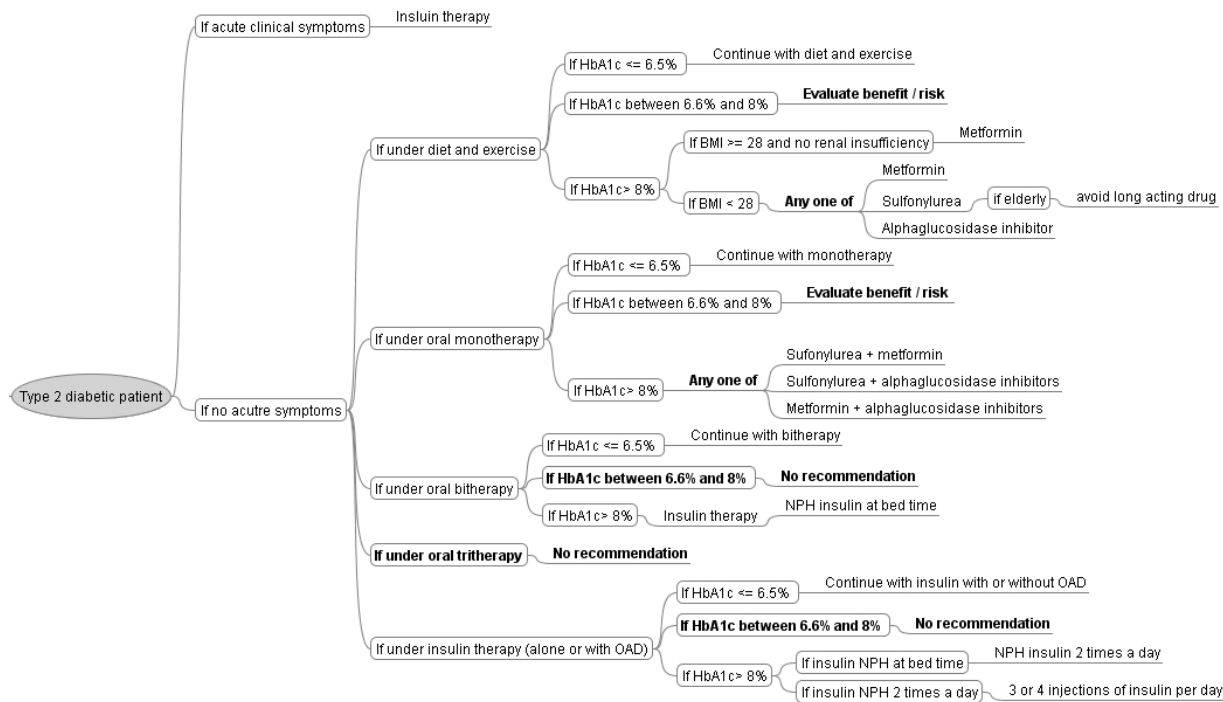 Type 2 diabetic patient
If acute clinical symptoms
Insluin therapy
If no acutre symptoms
If under diet and exercise
If HbA1c <= 6.5%
Continue with diet and exercise
If HbA1c between 6.6% and 8%
Evaluate benefit / risk
If HbA1c> 8%
If BMI >= 28 and no renal insufficiency
Metformin
If BMI < 28
Any one of
Metformin
Sulfonylurea
if elderly
avoid long acting drug
Alphaglucosidase inhibitor
If under oral monotherapy
If HbA1c <= 6.5%
Continue with monotherapy
If HbA1c between 6.6% and 8%
Evaluate benefit / risk
If HbA1c> 8%
Any one of
Sufonylurea + metformin
Sulfonylurea + alphaglucosidase inhibitors
Metformin + alphaglucosidase inhibitors
If under oral bitherapy
If HbA1c <= 6.5%
Continue with bitherapy
If HbA1c between 6.6% and 8%
No recommendation
If HbA1c> 8%
Insulin therapy
NPH insulin at bed time
If under oral tritherapy
No recommendation
If under insulin therapy (alone or with OAD)
If HbA1c <= 6.5%
Continue with insulin with or without OAD
If HbA1c between 6.6% and 8%
No recommendation
If HbA1c> 8%
If insulin NPH at bed time
NPH insulin 2 times a day
If insulin NPH 2 times a day
3 or 4 injections of insulin per day